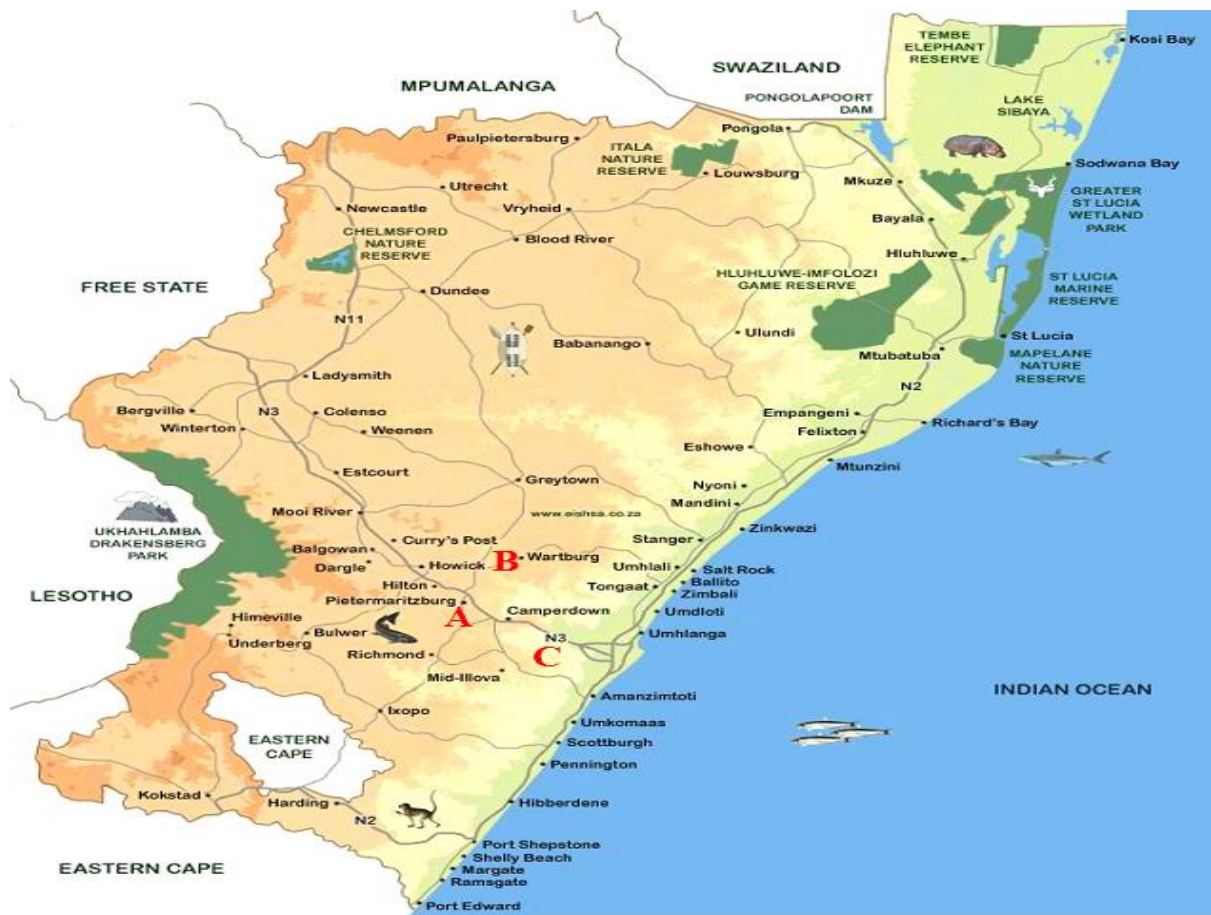 TEMBE
ELEPHANT
RESERVE
Kosi Bay
SWAZILAND
MPUMALANGA
PONGOLAPOORT
DAM
LAKE
SIBAYA
Paulpietersburg
Pongola
ITALA
NATURE
RESERVE
Louwsburg
Sodwana Bay
Utrecht
Mkuze
GREATER
ST LUCIA
WETLAND
PARK
Newcastle
Vryheid
Bayala
CHELMSFORD
NATURE
RESERVE
Blood River
Hluhluwe
HLUHLUWE-IMFOLOZI
GAME RESERVE
ST LUCIA
MARINE
RESERVE
FREE STATE
Dundee
N11
Ulundi
Babanango
St Lucia
Mtubatuba
MAPELANE
NATURE
RESERVE
Ladysmith
N2
Bergville
N3
Colenso
Empangeni
Winterton
Weenen
Felixton
Richard's Bay
Eshowe
Mtunzini
Estcourt
Greytown
Nyoni
Mandini
Mooi River
www.eishsa.co.za
Zinkwazi
UKHAHLAMBA
DRAKENSBERG
PARK
Curry's Post
Stanger
Balgowan
B
Wartburg
Dargle
Howick
Umhlali
Salt Rock
Hilton
Tongaat
Ballito
Zimbali
LESOTHO
Pietermaritzburg
A
Camperdown
Umdloti
Himeville
Underberg
Bulwer
N3
Umhlanga
Richmond
C
Mid-Illova
Amanzimtoti
INDIAN OCEAN
Ixopo
Umkomaas
EASTERN
CAPE
Scottburgh
Pennington
Kokstad
Harding
Hibberdene
N2
Port Shepstone
EASTERN CAPE
Shelly Beach
Margate
Ramsgate
Port Edward